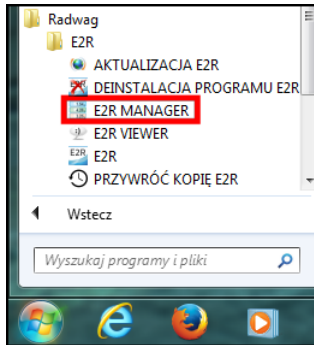 Radwag
E2R
AKTUALIZACJA E2R
DEINSTALACJA PROGRAMU E2R
E2R MANAGER
E2R VIEWER
E2R E2R
PRZYWRÓĆ KOPIĘ E2R
Wstecz
Wyszukaj programy i pliki